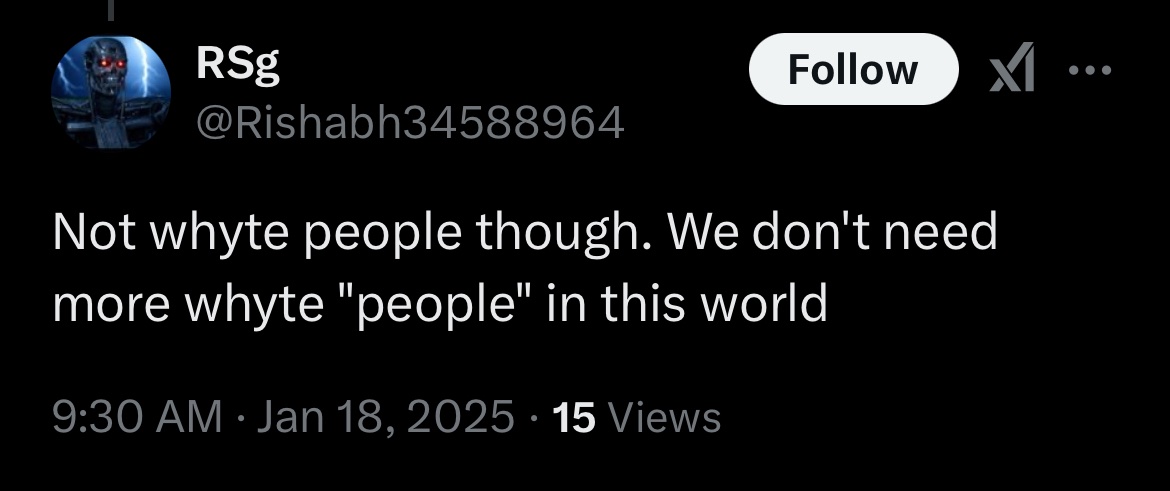 RSg
Follow
@Rishabh34588964
Not whyte people though. We don't need
more whyte "people" in this world
9:30 AM · Jan 18, 2025 · 15 Views